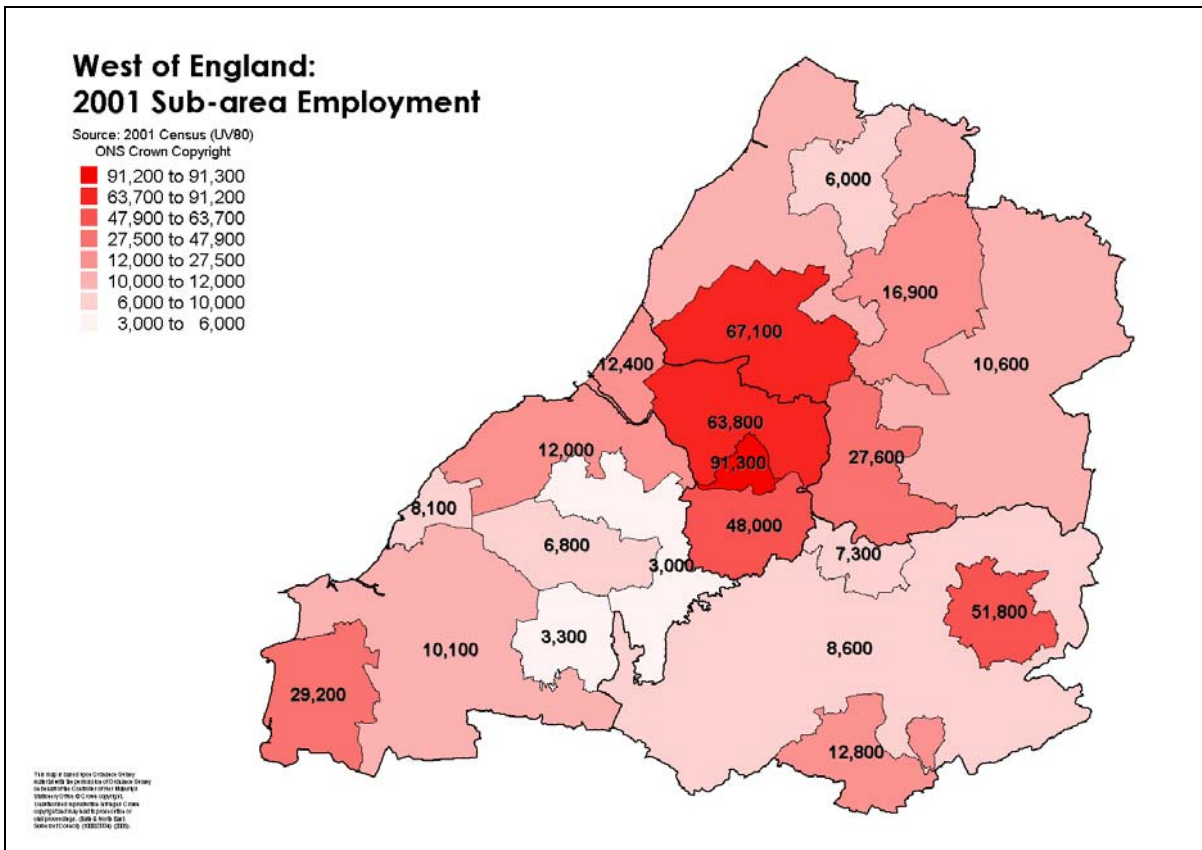 West of England:
2001 Sub-area Employment
Source: 2001 Census (UV80)
ONS Crown Copyright
91,200 to 91,300
63,700 to 91,200
47,900 to 63,700
27,500 to 47,900
12,000 to 27,500
10,000 to 12,000
6,000 to 10,000
3,000 to 6,000
6,000
16,900
67,100
12,400
10,600
63,800
12,000
91,300
27,600
8,100
48,000
6,800
7,300
3,000
51,800
3,300
10,100
8,600
29,200
12,800